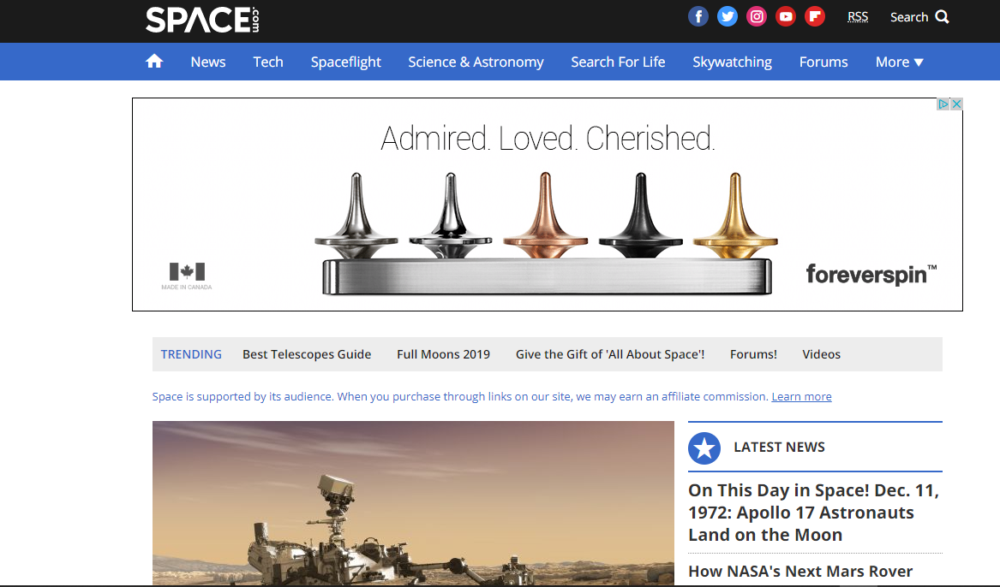 SPACE.com
RSS Search
News Tech Spaceflight Science & Astronomy Search For Life Skywatching Forums More
Admired. Loved. Cherished.
MADE IN CANADA
foreverspin™
TRENDING Best Telescopes Guide Full Moons 2019 Give the Gift of 'All About Space'! Forums! Videos
Space is supported by its audience. When you purchase through links on our site, we may earn an affiliate commission. Learn more
LATEST NEWS
On This Day in Space! Dec. 11,
1972: Apollo 17 Astronauts
Land on the Moon
How NASA's Next Mars Rover